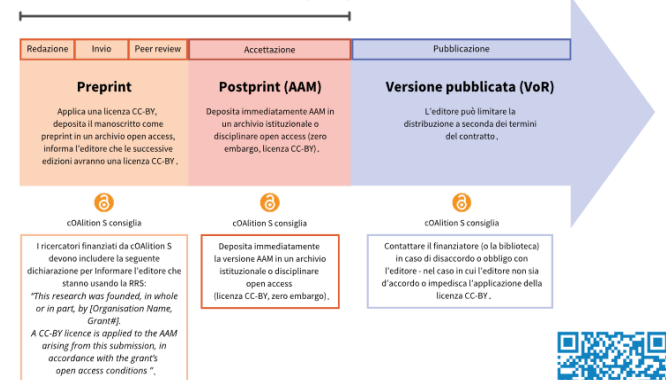 Redazione
Invio
Peer review
Accettazione
Pubblicazione
Preprint
Applica una licenza CC-BY,
deposita il manoscritto come
preprint in un archivio open access,
informa l'editore che le successive
edizioni avranno una licenza CC-BY.
Postprint (AAM)
Deposita immediatamente AAM in
un archivio istituzionale o
disciplinare open access (zero
embargo, licenza CC-BY).
Versione pubblicata (VoR)
L'editore può limitare la
distribuzione a seconda dei termini
del contratto.
cOAlition S consiglia
I ricercatori finanziati da cOAlition S
devono includere la seguente
dichiarazione per Informare l'editore che
stanno usando la RRS:
“This research was founded, in whole
or in part, by [Organisation Name,
Grant#].
A CC-BY licence is applied to the AAM
arising from this submission, in
accordance with the grant's
open access conditions ”.
cOAlition S consiglia
Deposita immediatamente
la versione AAM in un archivio
istituzionale o disciplinare
open access
(licenza CC-BY, zero embargo).
cOAlition S consiglia
Contattare il finanziatore (o la biblioteca)
in caso di disaccordo o obbligo con
l'editore - nel caso in cui l'editore non sia
d'accordo o impedisca l'applicazione della
licenza CC-BY.